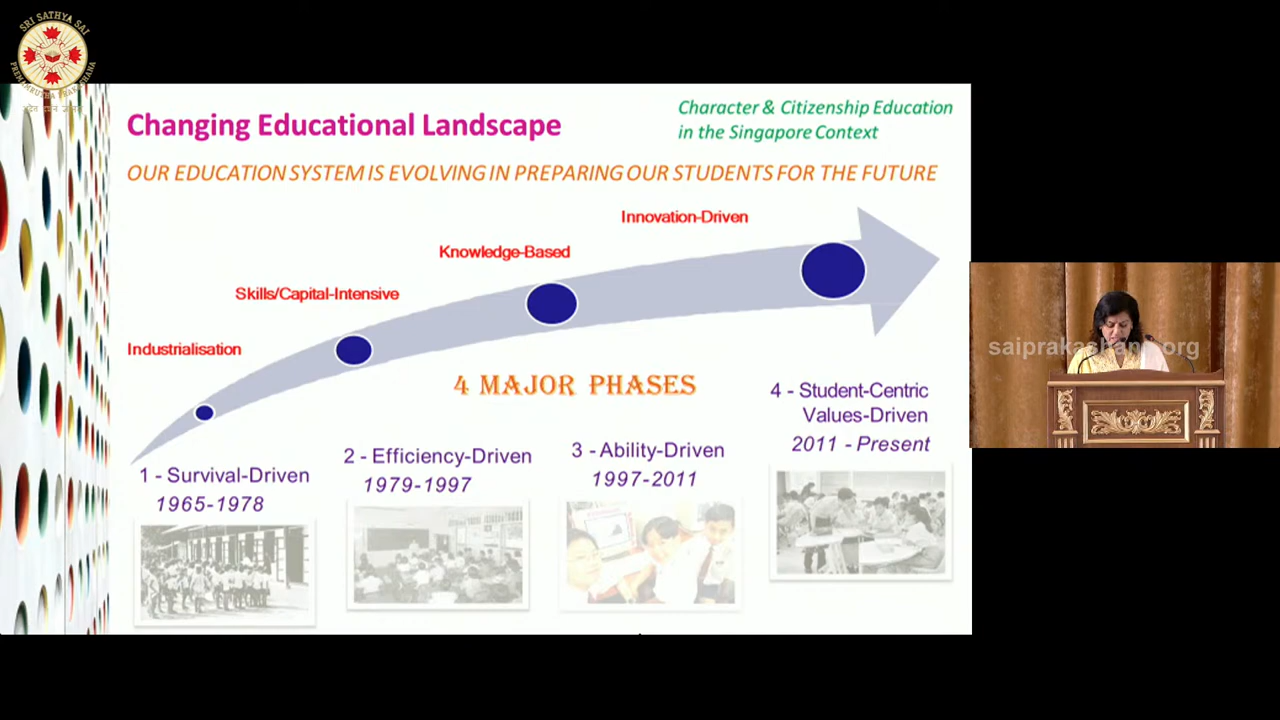 SRI SATHYA SAI
PREMAMRUTHA PRAKASHANA
Changing Educational Landscape
Character & Citizenship Education
in the Singapore Context
OUR EDUCATION SYSTEM IS EVOLVING IN PREPARING OUR STUDENTS FOR THE FUTURE
Innovation-Driven
Knowledge-Based
Skills/Capital-Intensive
Industrialisation
4 MAJOR PHASES
4 - Student-Centric
Values-Driven
2011 - Present
3 - Ability-Driven
1997-2011
2 - Efficiency-Driven
1979-1997
1 - Survival-Driven
1965-1978
saiprakashana.org